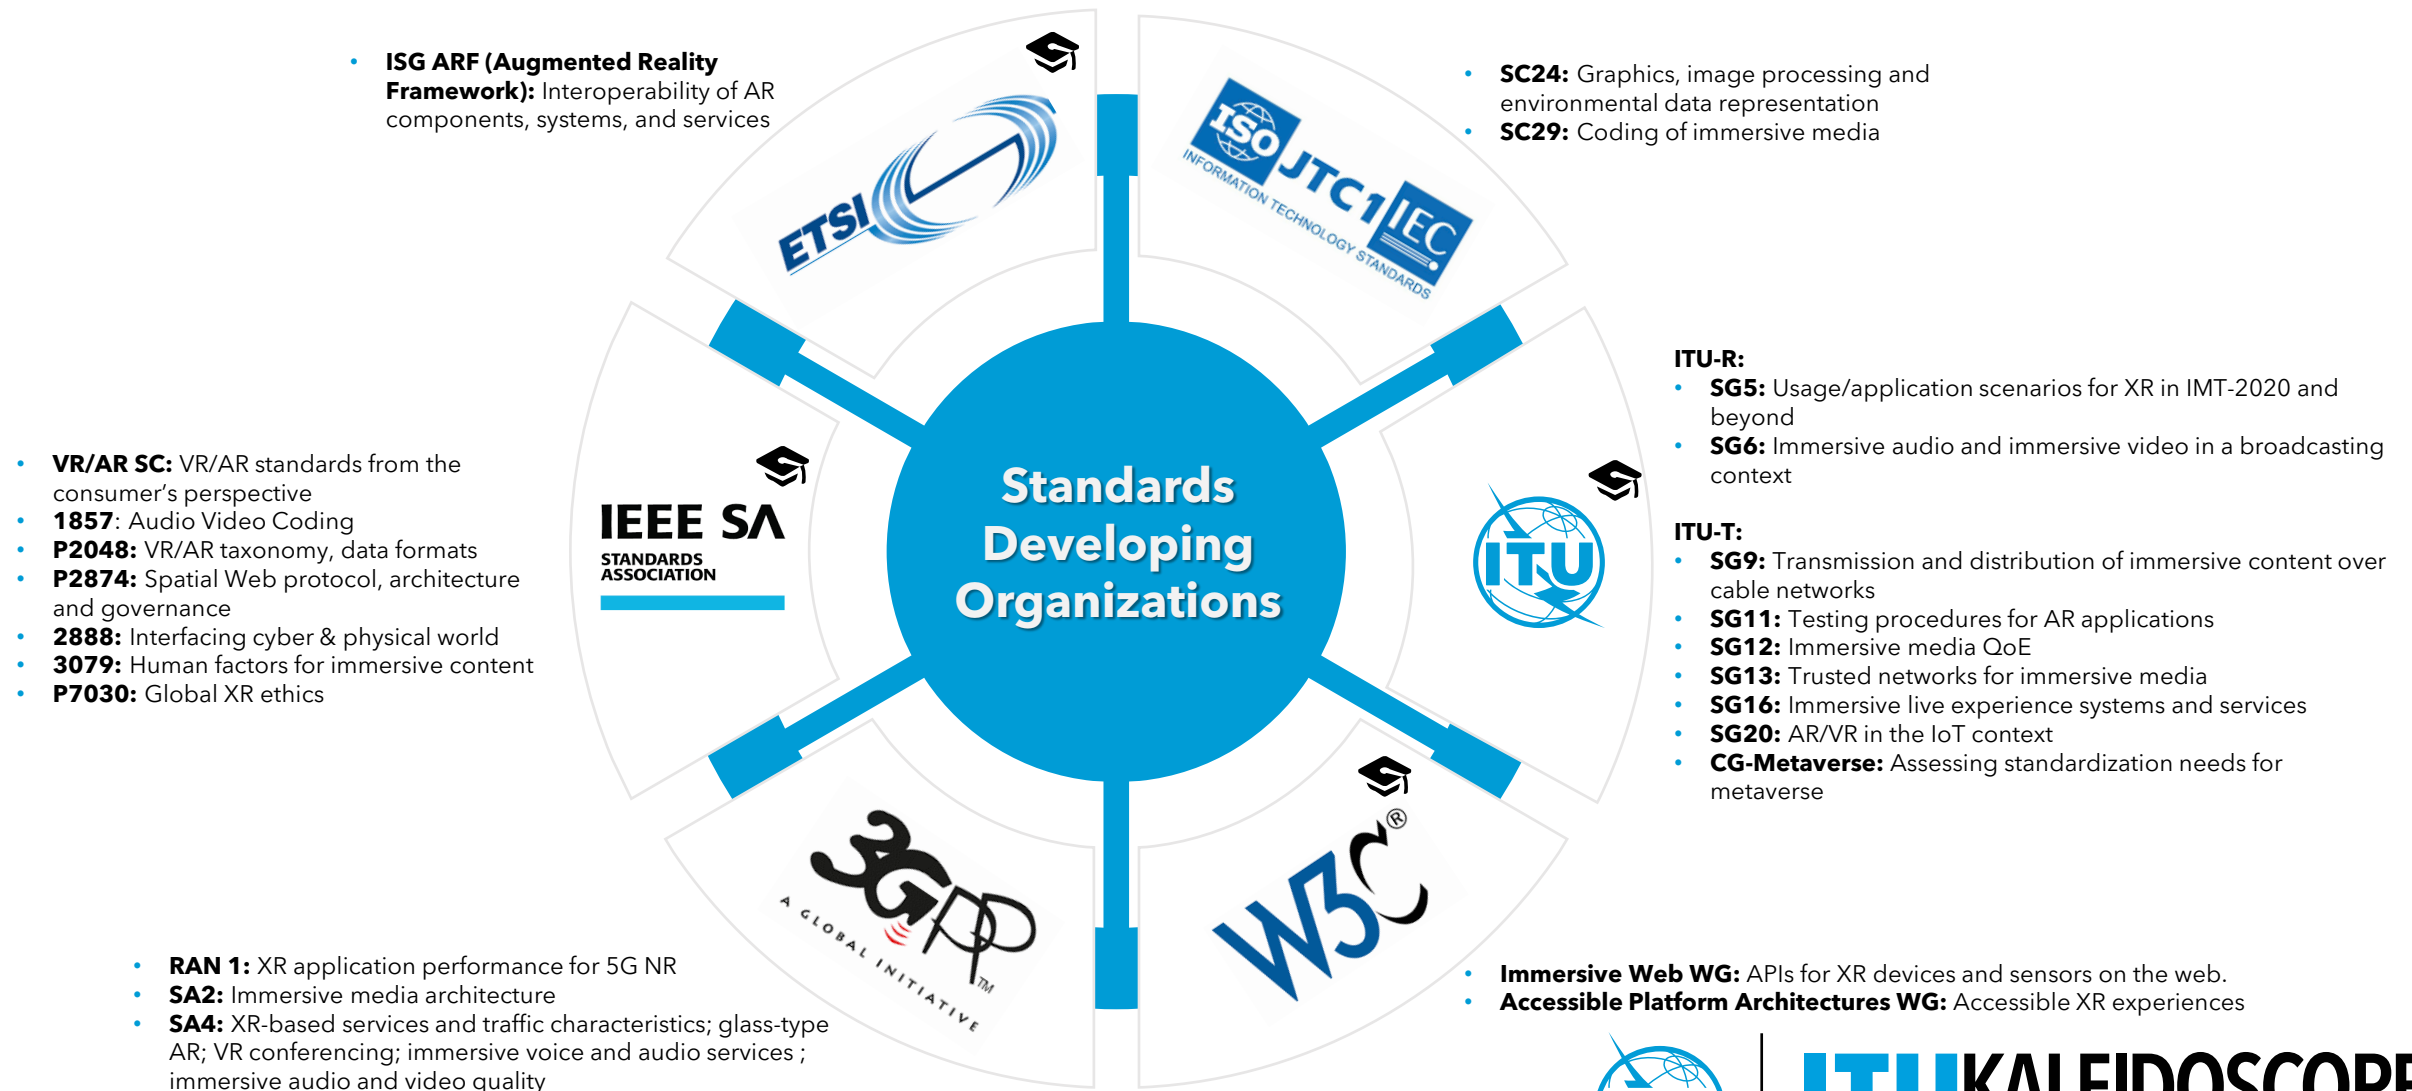 • ISG ARF (Augmented Reality
Framework): Interoperability of AR
components, systems, and services
ETSI
ISO JTC1 IEC
INFORMATION TECHNOLOGY STANDARDS
• SC24: Graphics, image processing and
environmental data representation
• SC29: Coding of immersive media
ITU-R:
• SG5: Usage/application scenarios for XR in IMT-2020 and
beyond
• SG6: Immersive audio and immersive video in a broadcasting
context
ITU-T:
• SG9: Transmission and distribution of immersive content over
cable networks
• SG11: Testing procedures for AR applications
• SG12: Immersive media QoE
• SG13: Trusted networks for immersive media
• SG16: Immersive live experience systems and services
• SG20: AR/VR in the IoT context
• CG-Metaverse: Assessing standardization needs for
metaverse
ITU
Standards
Developing
Organizations
• VR/AR SC: VR/AR standards from the
consumer’s perspective
• 1857: Audio Video Coding
• P2048: VR/AR taxonomy, data formats
• P2874: Spatial Web protocol, architecture
and governance
• 2888: Interfacing cyber & physical world
• 3079: Human factors for immersive content
• P7030: Global XR ethics
IEEE SA
STANDARDS
ASSOCIATION
3GPP™
A GLOBAL INITIATIVE
W3C®
• RAN 1: XR application performance for 5G NR
• SA2: Immersive media architecture
• SA4: XR-based services and traffic characteristics; glass-type
AR; VR conferencing; immersive voice and audio services ;
immersive audio and video quality
• Immersive Web WG: APIs for XR devices and sensors on the web.
• Accessible Platform Architectures WG: Accessible XR experiences
ITUKALEIDOSCOPE